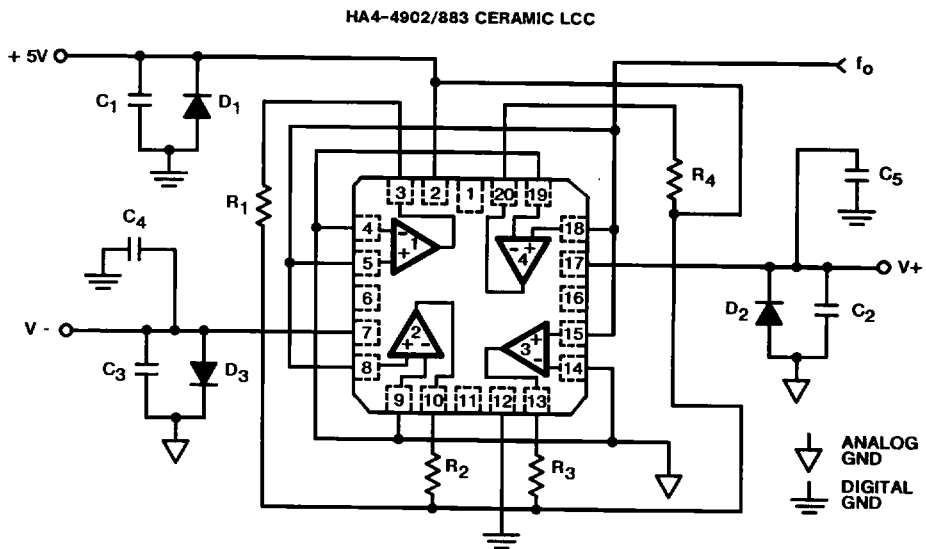 HA4-4902/883 CERAMIC LCC
+ 5V
f₀
C₁
D₁
R₁
R₄
C₅
3
2
1
20
19
4
5
6
7
8
- 1 +
- + 4
2 + -
3 + -
18
17
16
15
14
C₄
V -
V+
C₃
D₃
D₂
C₂
9
10
11
12
13
R₂
R₃
ANALOG
GND
DIGITAL
GND